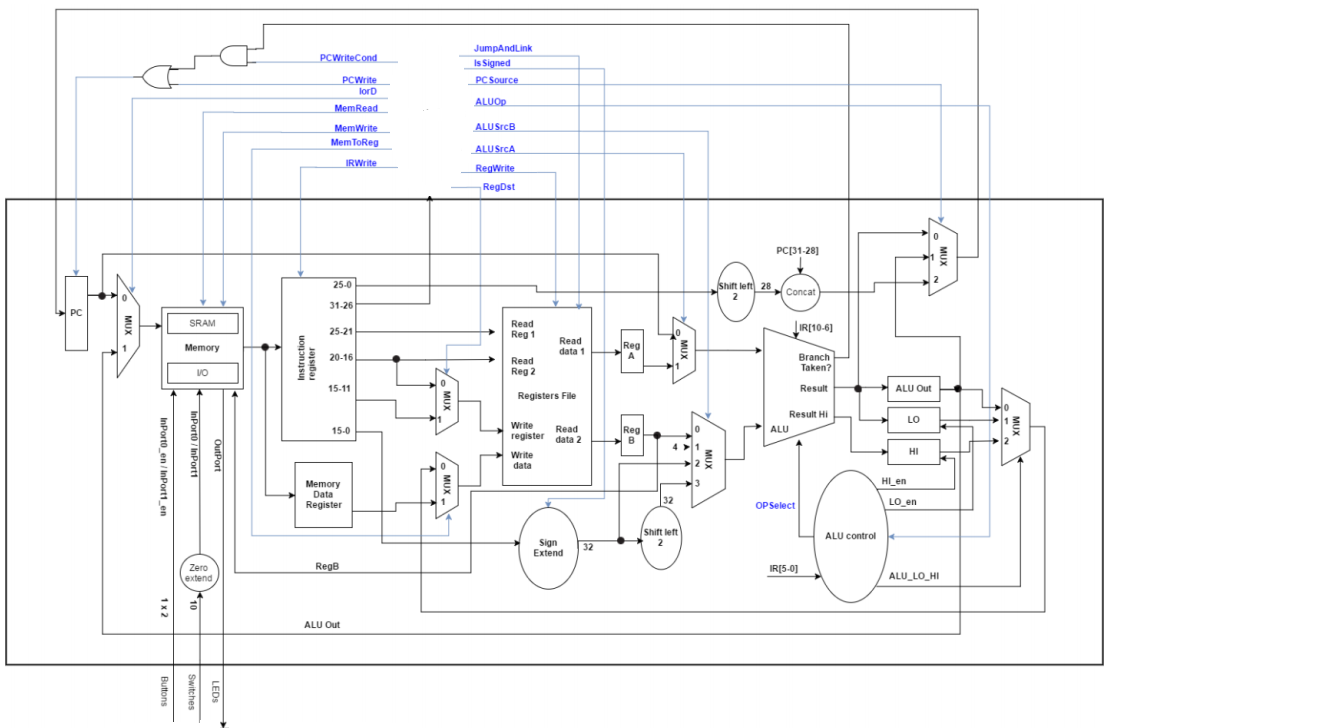 JumpAndLink
PCWriteCond
IsSigned
PCWrite
PCSource
IorD
ALUOp
MemRead
MemWrite
ALUSrcB
MemToReg
ALUSrcA
IRWrite
RegWrite
RegDst
PC
0
MUX
1
SRAM
Memory
I/O
Instruction
register
25-0
31-26
25-21
20-16
15-11
15-0
Memory
Data
Register
0
MUX
1
0
MUX
1
Read
Reg 1
Read
Reg 2
Read
data 1
Registers File
Write
register
Read
data 2
Write
data
Reg
A
Reg
B
0
MUX
1
0
4
1
2
3
MUX
Sign
Extend
32
Shift left
2
32
Shift left
2
28
PC[31-28]
Concat
IR[10-6]
Branch
Taken?
Result
Result Hi
ALU
0
1
2
MUX
ALU Out
LO
HI
0
1
2
MUX
HI_en
LO_en
OPSelect
ALU control
IR[5-0]
ALU_LO_HI
InPort0_en / InPort1_en
InPort0 / InPort1
OutPort
Zero
extend
RegB
1 x 2
10
ALU Out
Buttons
Switches
LEDs